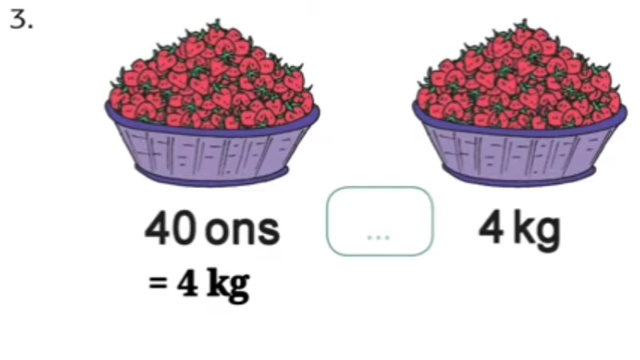 3.
40 ons ... 4 kg
= 4 kg